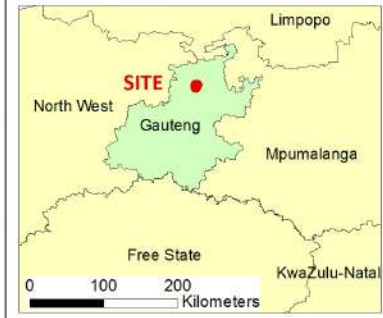 Limpopo
SITE
North West
Gauteng
Mpumalanga
Free State
KwaZulu-Natal
0 100 200
Kilometers